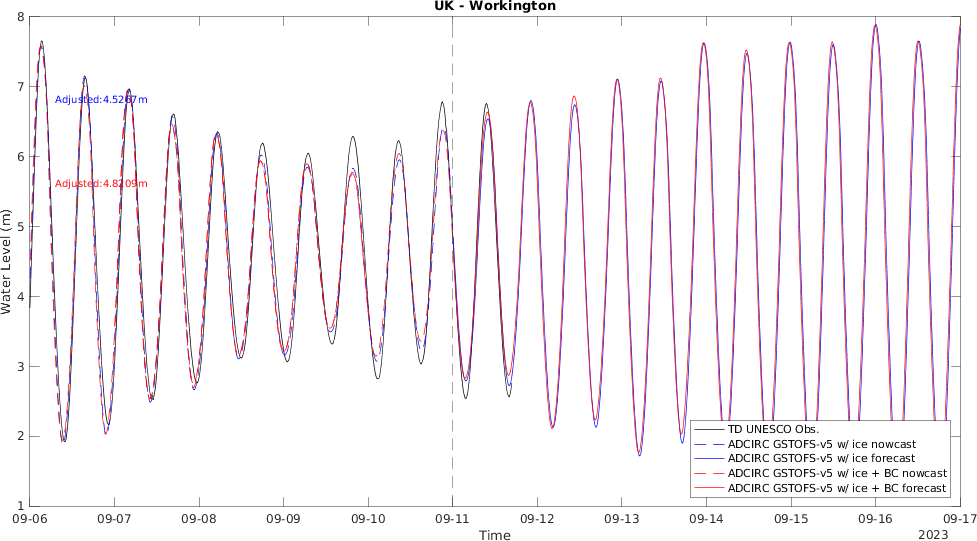 UK - Workington
8
7
6
5
4
3
2
1
Water Level (m)
Adjusted:4.5267m
Adjusted:4.8209m
TD UNESCO Obs.
ADCIRC GSTOFS-v5 w/ ice nowcast
ADCIRC GSTOFS-v5 w/ ice forecast
ADCIRC GSTOFS-v5 w/ ice + BC nowcast
ADCIRC GSTOFS-v5 w/ ice + BC forecast
09-06 09-07 09-08 09-09 09-10 09-11 09-12 09-13 09-14 09-15 09-16 09-17
Time
2023